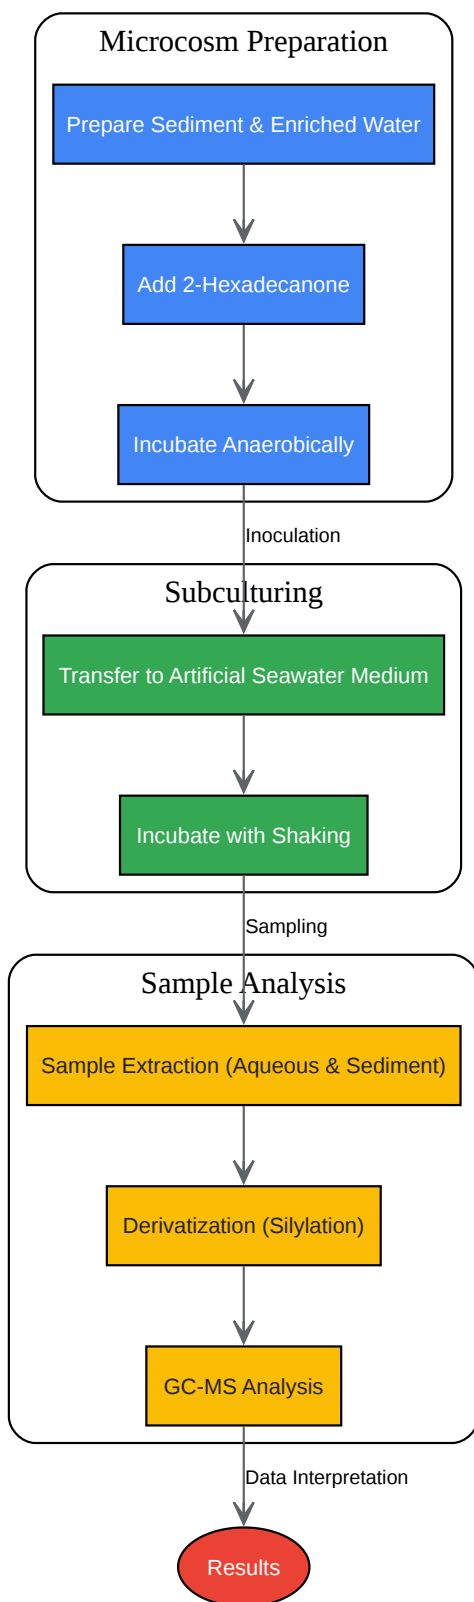 Microcosm Preparation
Prepare Sediment & Enriched Water
Add 2-Hexadecanone
Incubate Anaerobically
Inoculation
Subculturing
Transfer to Artificial Seawater Medium
Incubate with Shaking
Sampling
Sample Analysis
Sample Extraction (Aqueous & Sediment)
Derivatization (Silylation)
GC-MS Analysis
Data Interpretation
Results